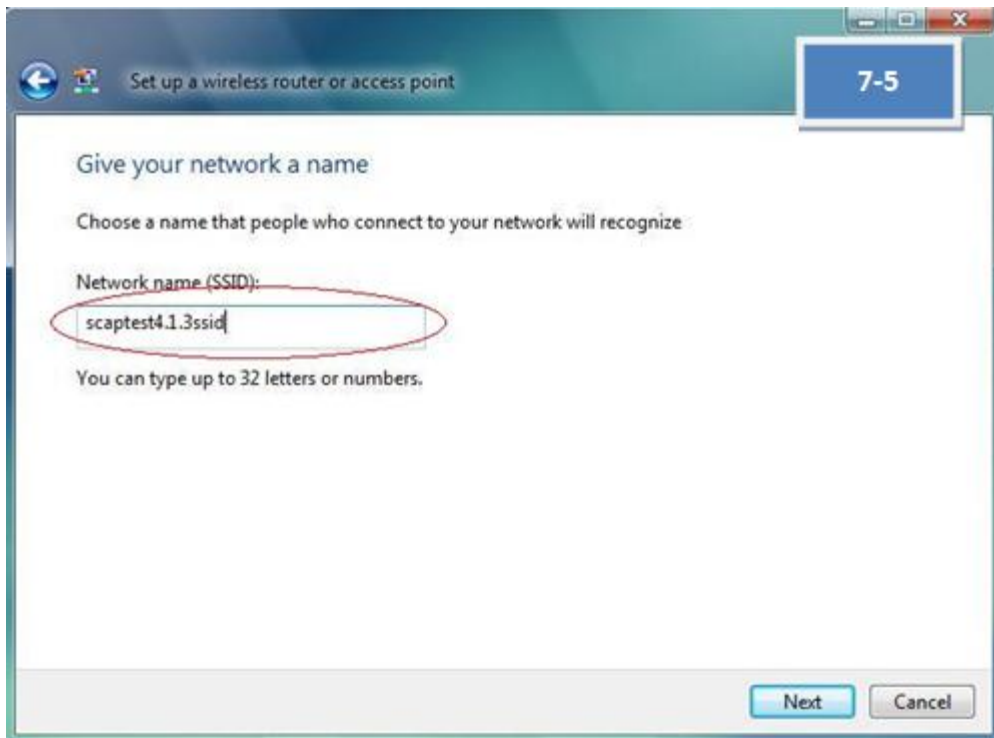 Set up a wireless router or access point
7-5
Give your network a name
Choose a name that people who connect to your network will recognize
Network name (SSID):
scaptest4.1.3ssid
You can type up to 32 letters or numbers.
Next
Cancel